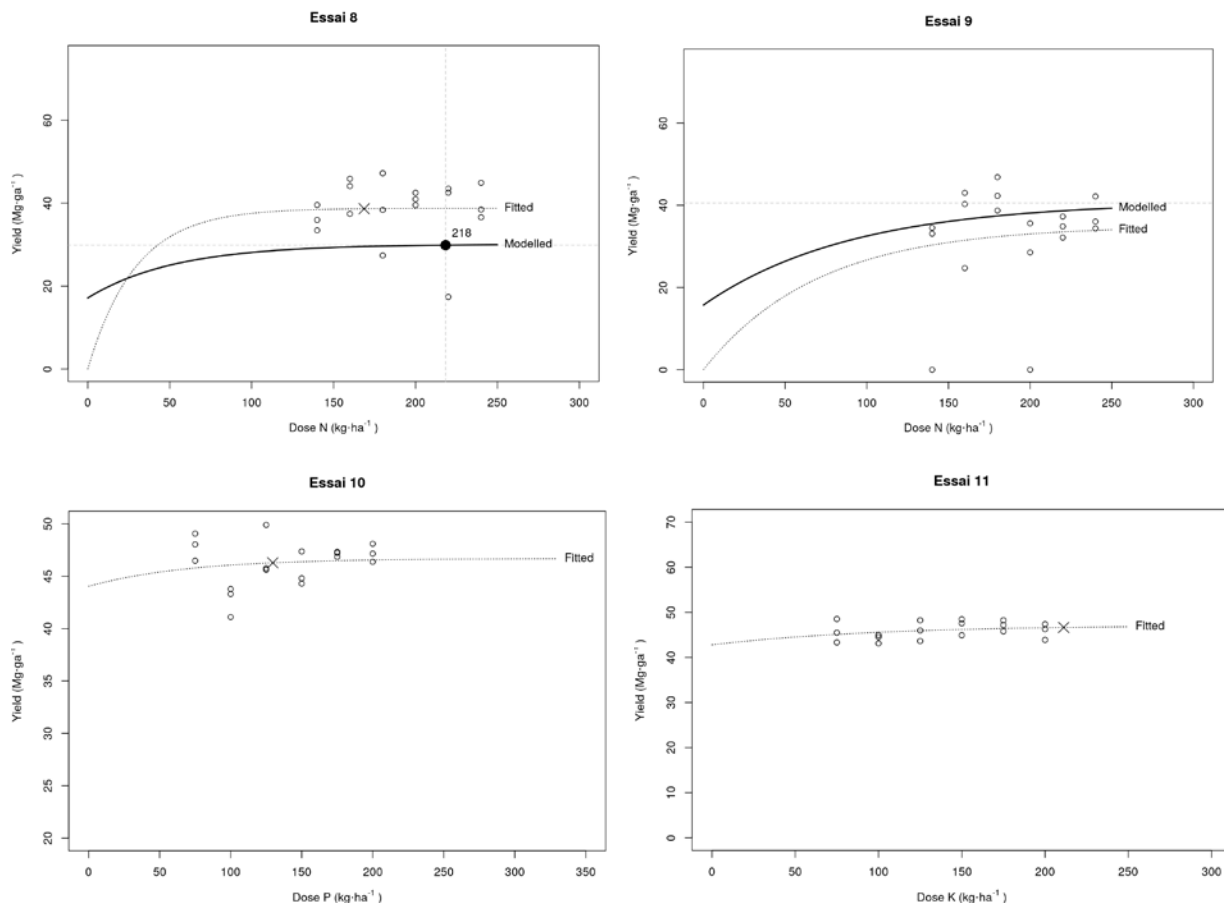 Essai 8
Yield (Mg·ga⁻¹)
60
40
20
0
218
Fitted
Modelled
0 50 100 150 200 250 300
Dose N (kg·ha⁻¹ )
Essai 9
Yield (Mg·ga⁻¹)
60
40
20
0
Modelled
Fitted
0 50 100 150 200 250 300
Dose N (kg·ha⁻¹ )
Essai 10
Yield (Mg·ga⁻¹)
50
45
40
35
30
25
20
Fitted
0 50 100 150 200 250 300 350
Dose P (kg·ha⁻¹ )
Essai 11
Yield (Mg·ga⁻¹)
70
60
50
40
30
20
10
0
Fitted
0 50 100 150 200 250 300
Dose K (kg·ha⁻¹ )